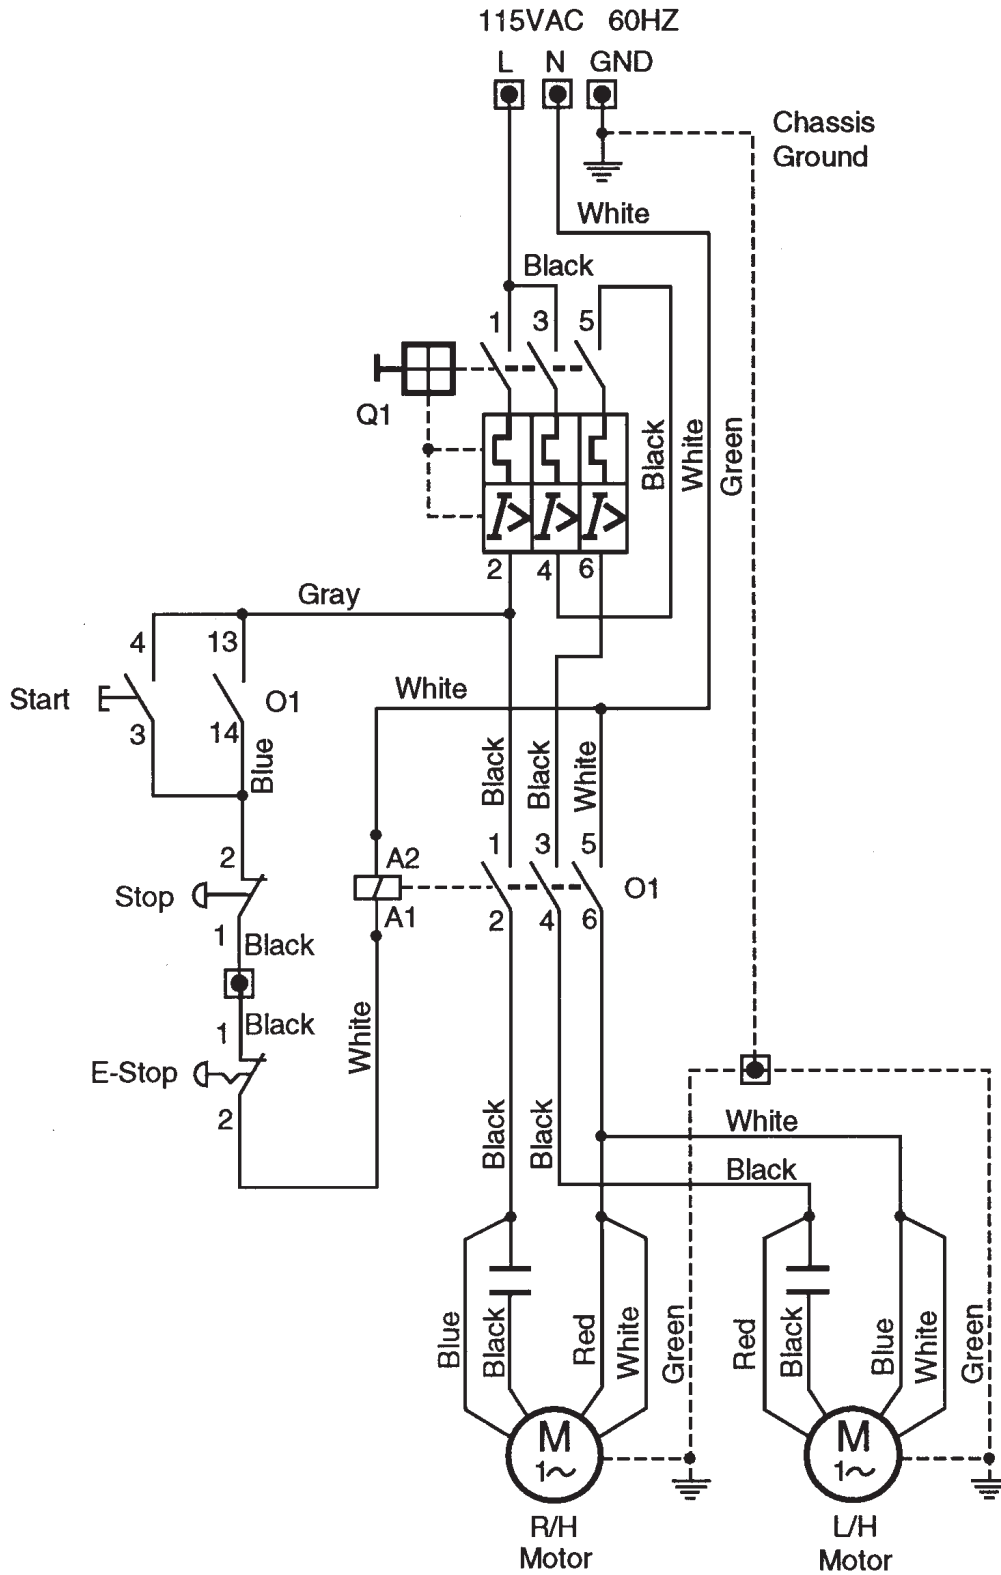 115VAC 60HZ
L N GND
Chassis
Ground
White
Black
1 3 5
Q1
Black
White
Green
2 4 6
Gray
4 13
Start
O1
3 14
Blue
White
Black
Black
White
2
Stop
1
Black
1
Black
E-Stop
2
A2
A1
White
1 3 5
O1
2 4 6
Black
Black
White
Black
Blue
Black
Red
White
Green
Red
Black
Blue
White
Green
M
1~
M
1~
R/H
Motor
L/H
Motor